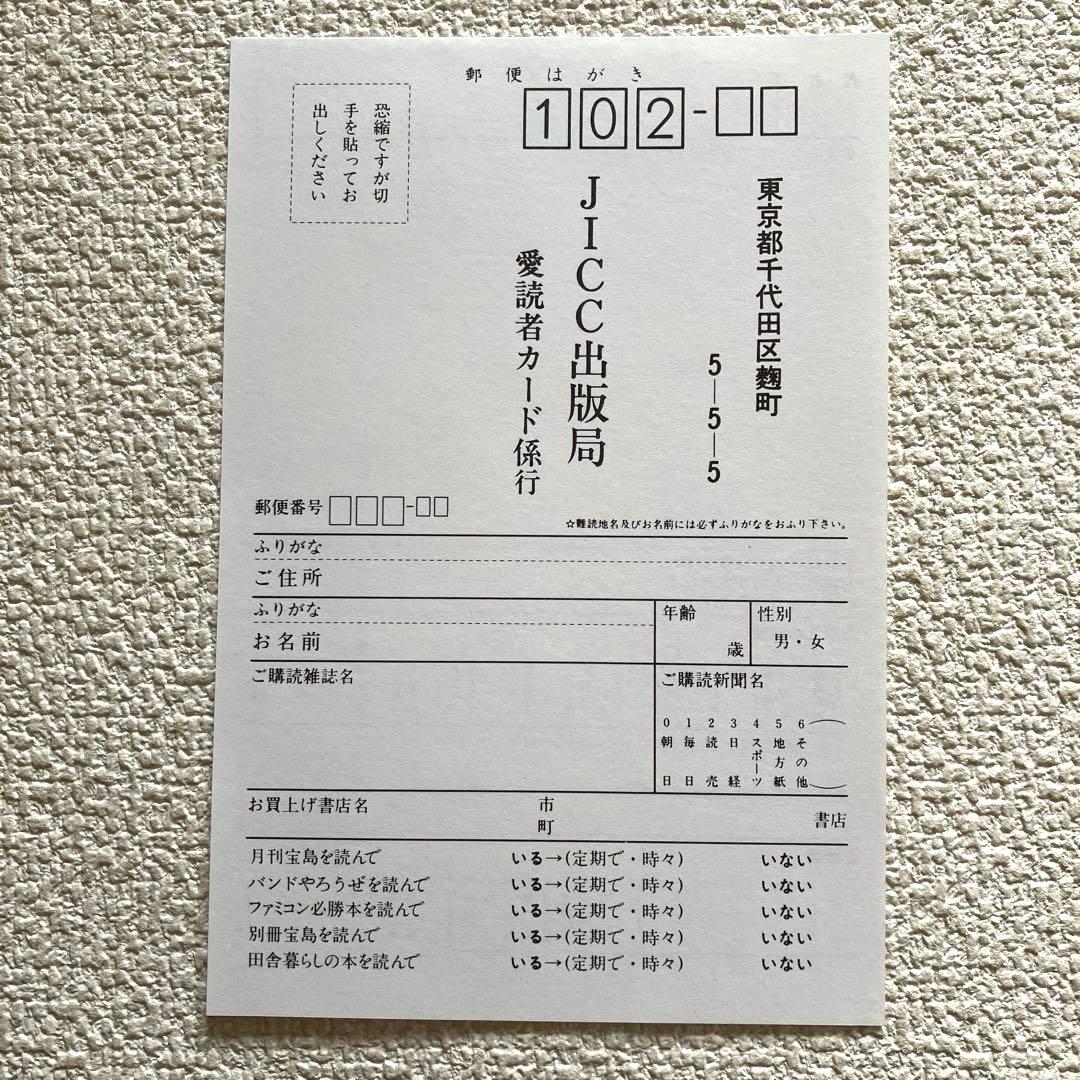 郵便はがき
102-□□
恐縮ですが切
手を貼ってお
出しください
東京都千代田区麴町
5―5―5
JICC出版局
愛読者カード係行
郵便番号□□□-□□
☆難読地名及びお名前には必ずふりがなをおふり下さい。
ふりがな
ご住所
ふりがな
お名前
年齢
歳
性別
男・女
ご購読雑誌名
ご購読新聞名
0朝日
1毎日
2読売
3日経
4スポーツ
5地方紙
6その他( )
お買上げ書店名
市
町
書店
月刊宝島を読んで いる→(定期で・時々) いない
バンドやろうぜを読んで いる→(定期で・時々) いない
ファミコン必勝本を読んで いる→(定期で・時々) いない
別冊宝島を読んで いる→(定期で・時々) いない
田舎暮らしの本を読んで いる→(定期で・時々) いない